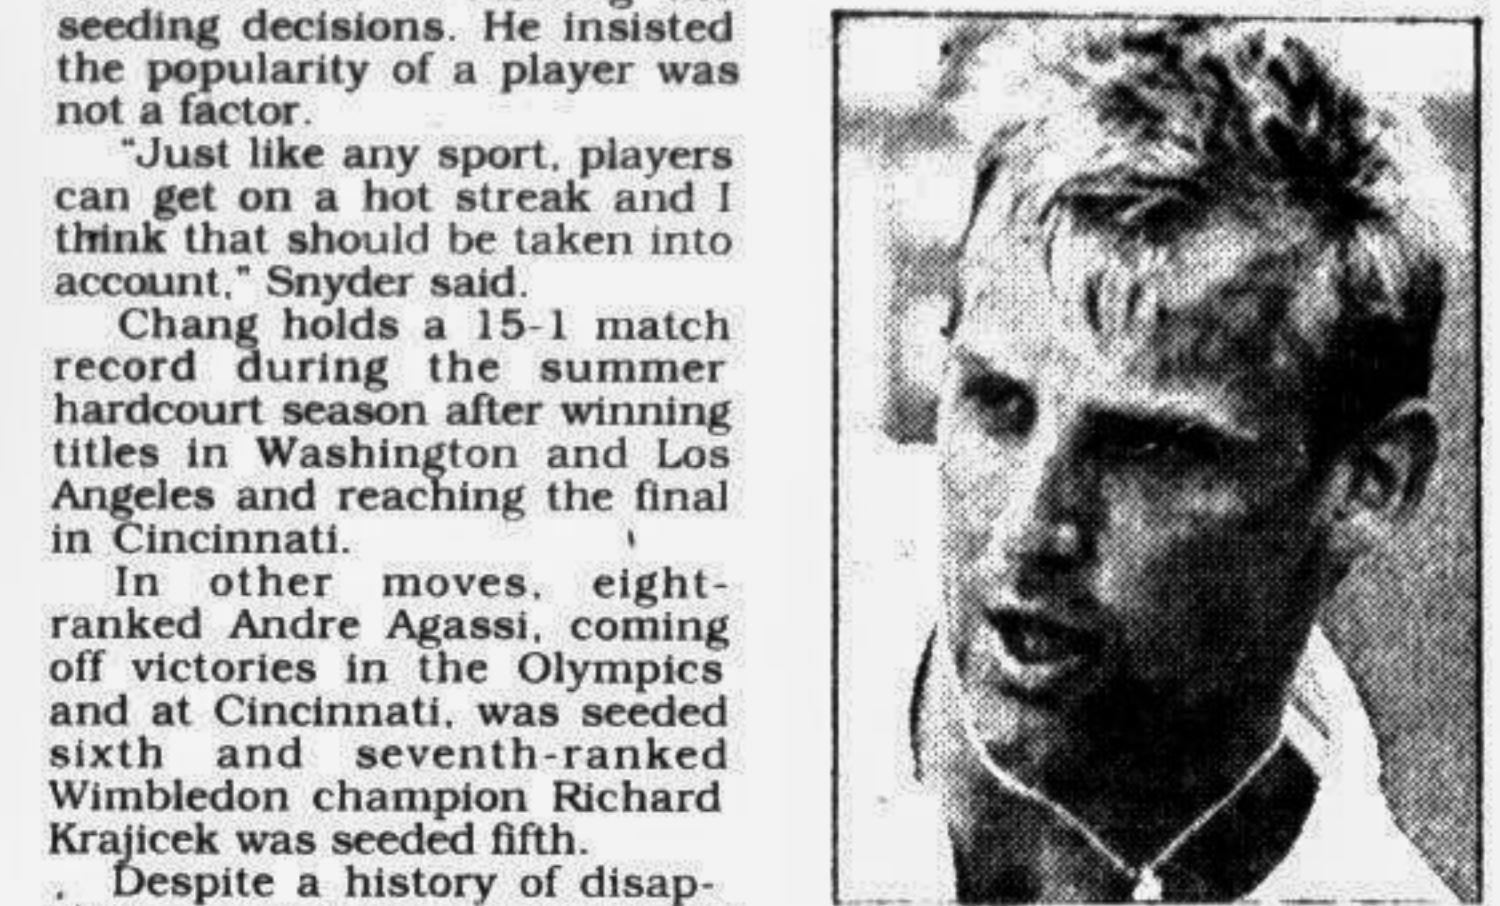 seeding decisions. He insisted
the popularity of a player was
not a factor.
"Just like any sport, players
can get on a hot streak and I
think that should be taken into
account," Snyder said.
Chang holds a 15-1 match
record during the summer
hardcourt season after winning
titles in Washington and Los
Angeles and reaching the final
in Cincinnati.
In other moves, eight-
ranked Andre Agassi, coming
off victories in the Olympics
and at Cincinnati, was seeded
sixth and seventh-ranked
Wimbledon champion Richard
Krajicek was seeded fifth.
Despite a history of disap-